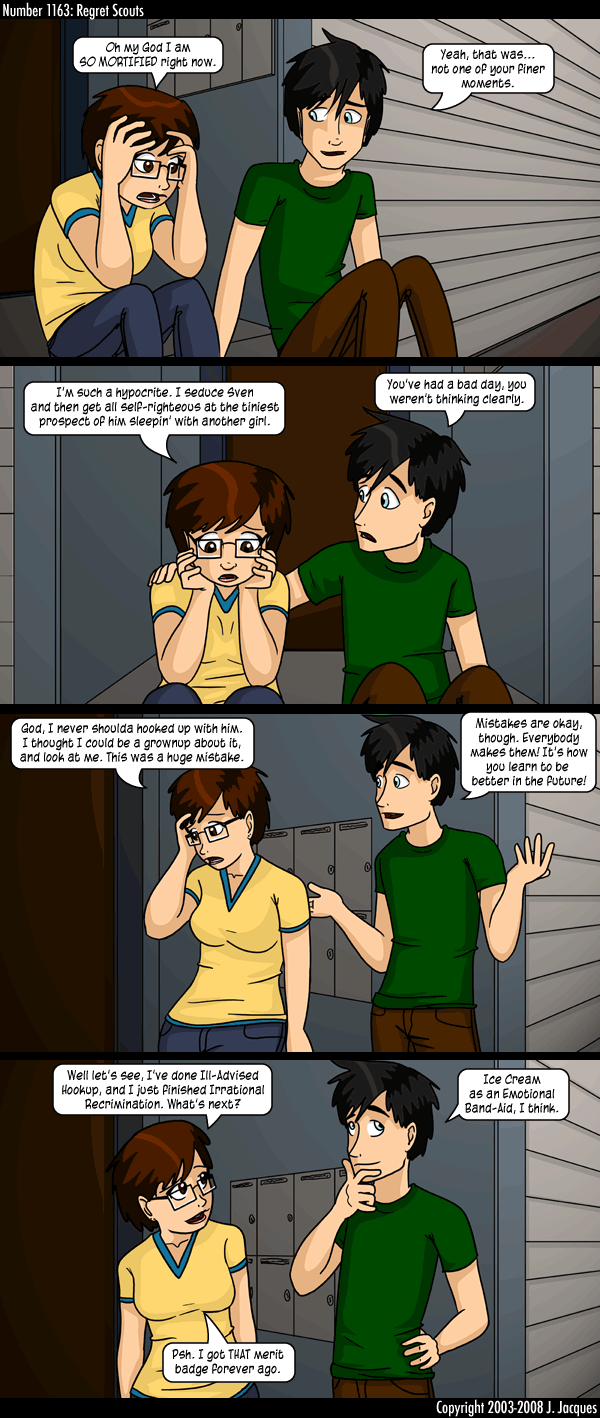 Number 1163: Regret Scouts
Oh my God I am
SO MORTIFIED right now.
Yeah, that was...
not one of your finer
moments.
I'm such a hypocrite. I seduce Sven
and then get all self-righteous at the tiniest
prospect of him sleepin' with another girl.
You've had a bad day, you
weren't thinking clearly.
God, I never shoulda hooked up with him.
I thought I could be a grownup about it,
and look at me. This was a huge mistake.
Mistakes are okay,
though. Everybody
makes them! It's how
you learn to be
better in the future!
Well let's see, I've done Ill-Advised
Hookup, and I just finished Irrational
Recrimination. What's next?
Ice Cream
as an Emotional
Band-Aid, I think.
Psh. I got THAT merit
badge forever ago.
Copyright 2003-2008 J. Jacques